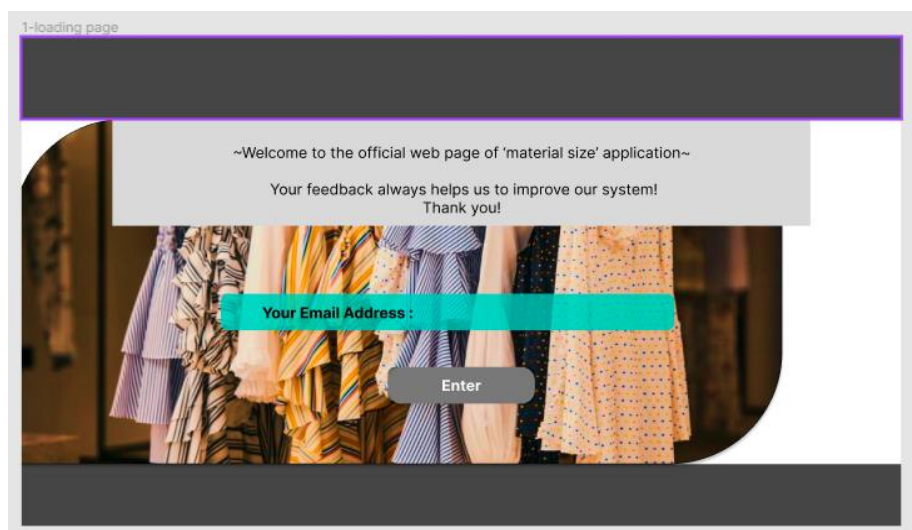 1-loading page
~Welcome to the official web page of 'material size' application~
Your feedback always helps us to improve our system!
Thank you!
Your Email Address :
Enter